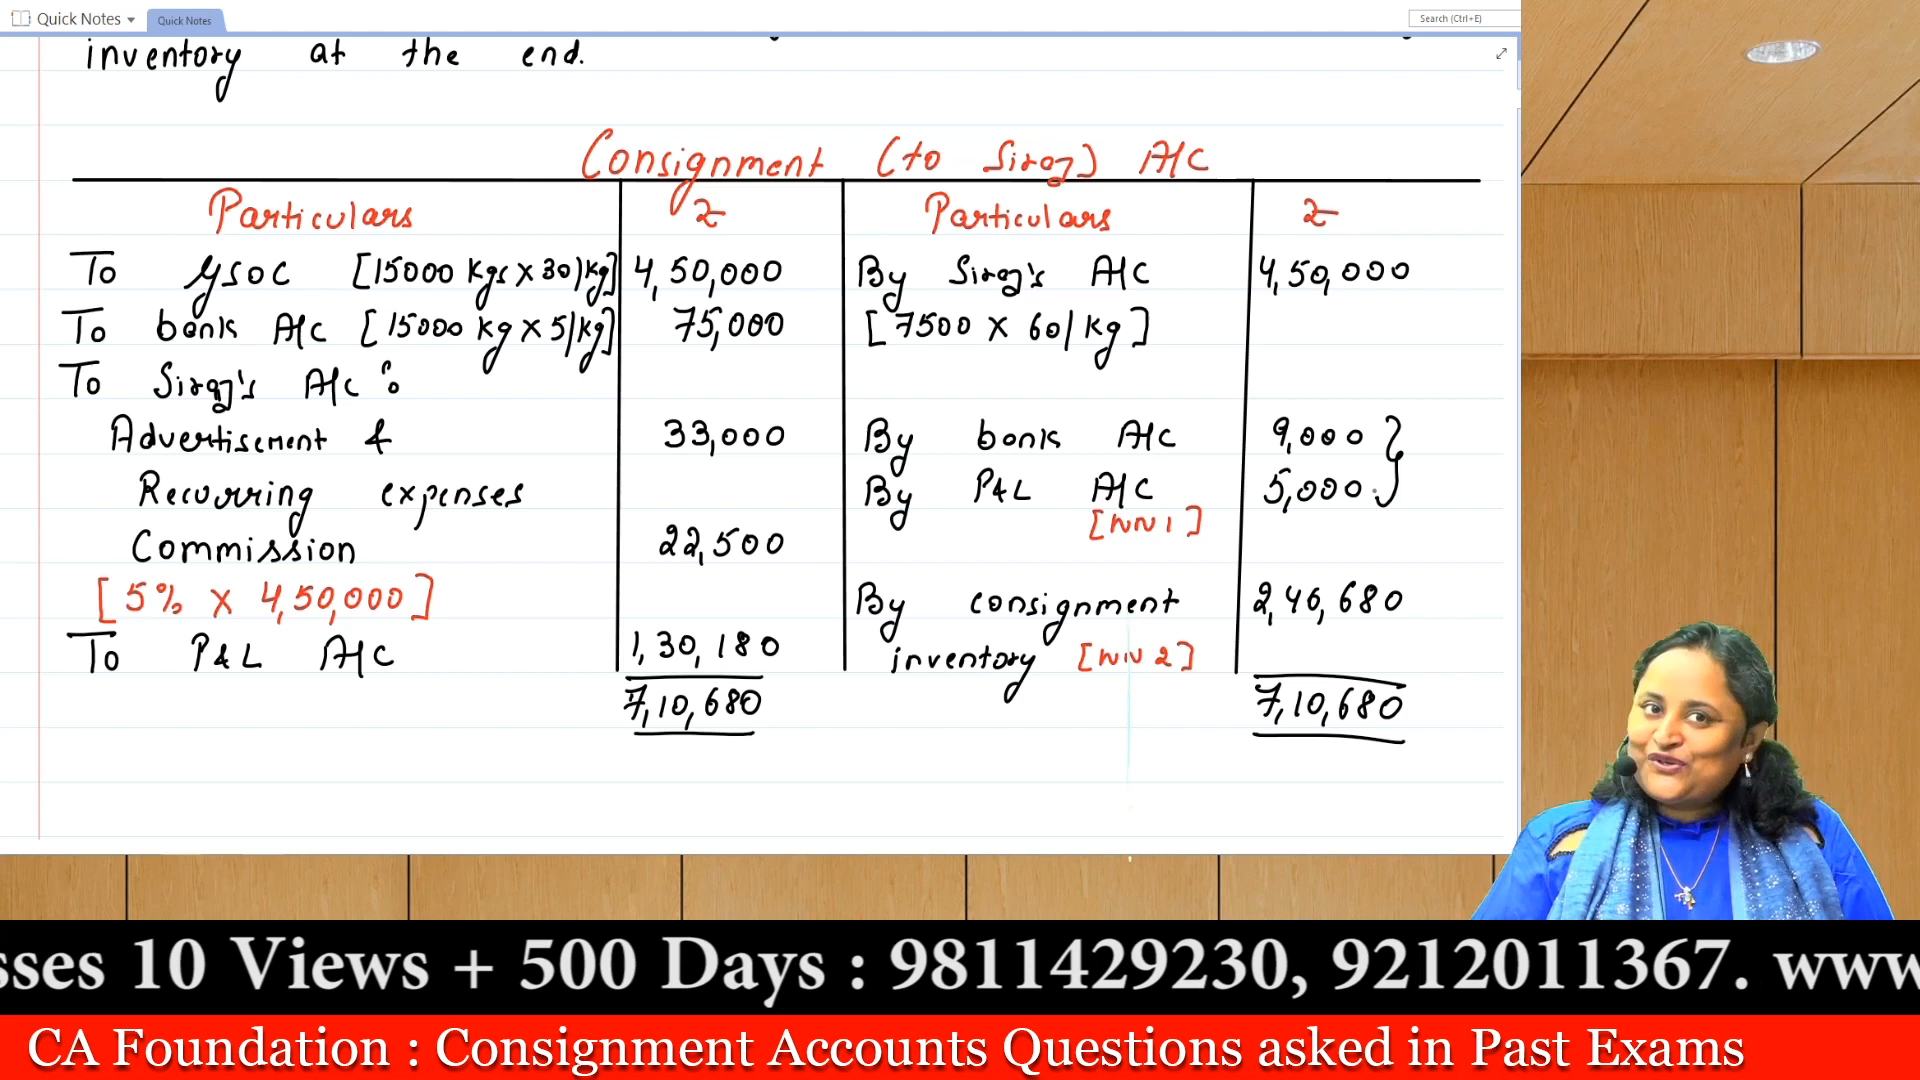 Quick Notes
Quick Notes
Search (Ctrl+E)
inventory at the end.
Consignment (to Siraj) A/C
Particulars ₹ Particulars ₹
To GSOC [15000 Kgs x 30/kg] 4,50,000 By Siraj's A/C 4,50,000
To bank A/C [15000 kg x 5/kg] 75,000 [7500 x 60/kg]
To Siraj's A/C :
Advertisement & 33,000 By bank A/C 9,000
Recurring expenses By P&L A/C 5,000
[WN1]
Commission 22,500
[5% x 4,50,000] By consignment 2,46,680
To P&L A/C 1,30,180 inventory [WN2]
7,10,680 7,10,680
sses 10 Views + 500 Days : 9811429230, 9212011367. www
CA Foundation : Consignment Accounts Questions asked in Past Exams